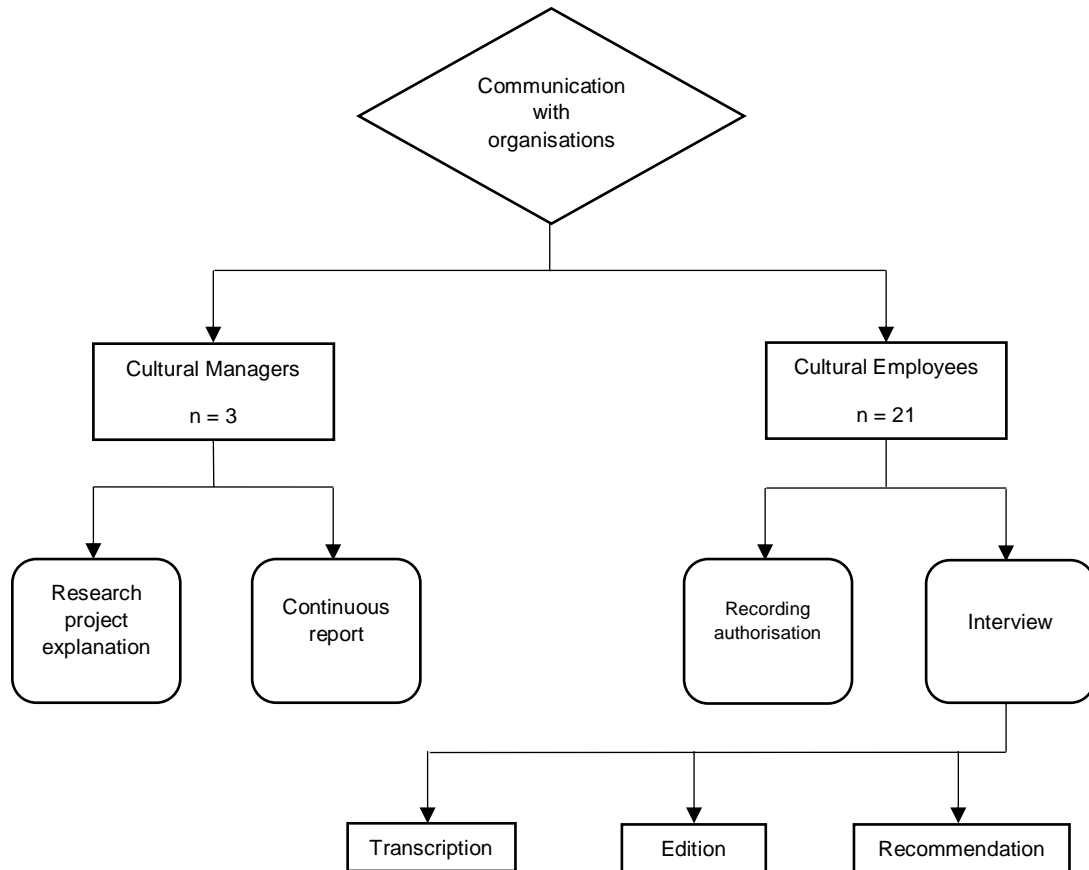 Communication
with
organisations
Cultural Managers
n = 3
Cultural Employees
n = 21
Research
project
explanation
Continuous
report
Recording
authorisation
Interview
Transcription
Edition
Recommendation